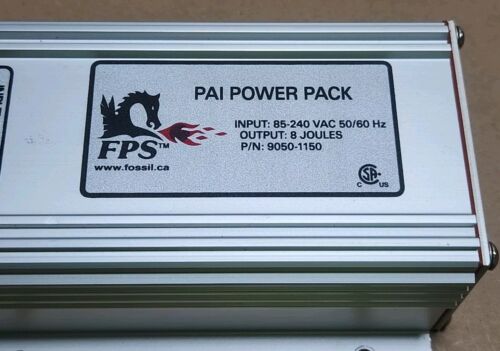 PAI POWER PACK
INPUT: 85-240 VAC 50/60 Hz
OUTPUT: 8 JOULES
P/N: 9050-1150
FPS™
www.fossil.ca
C SA US